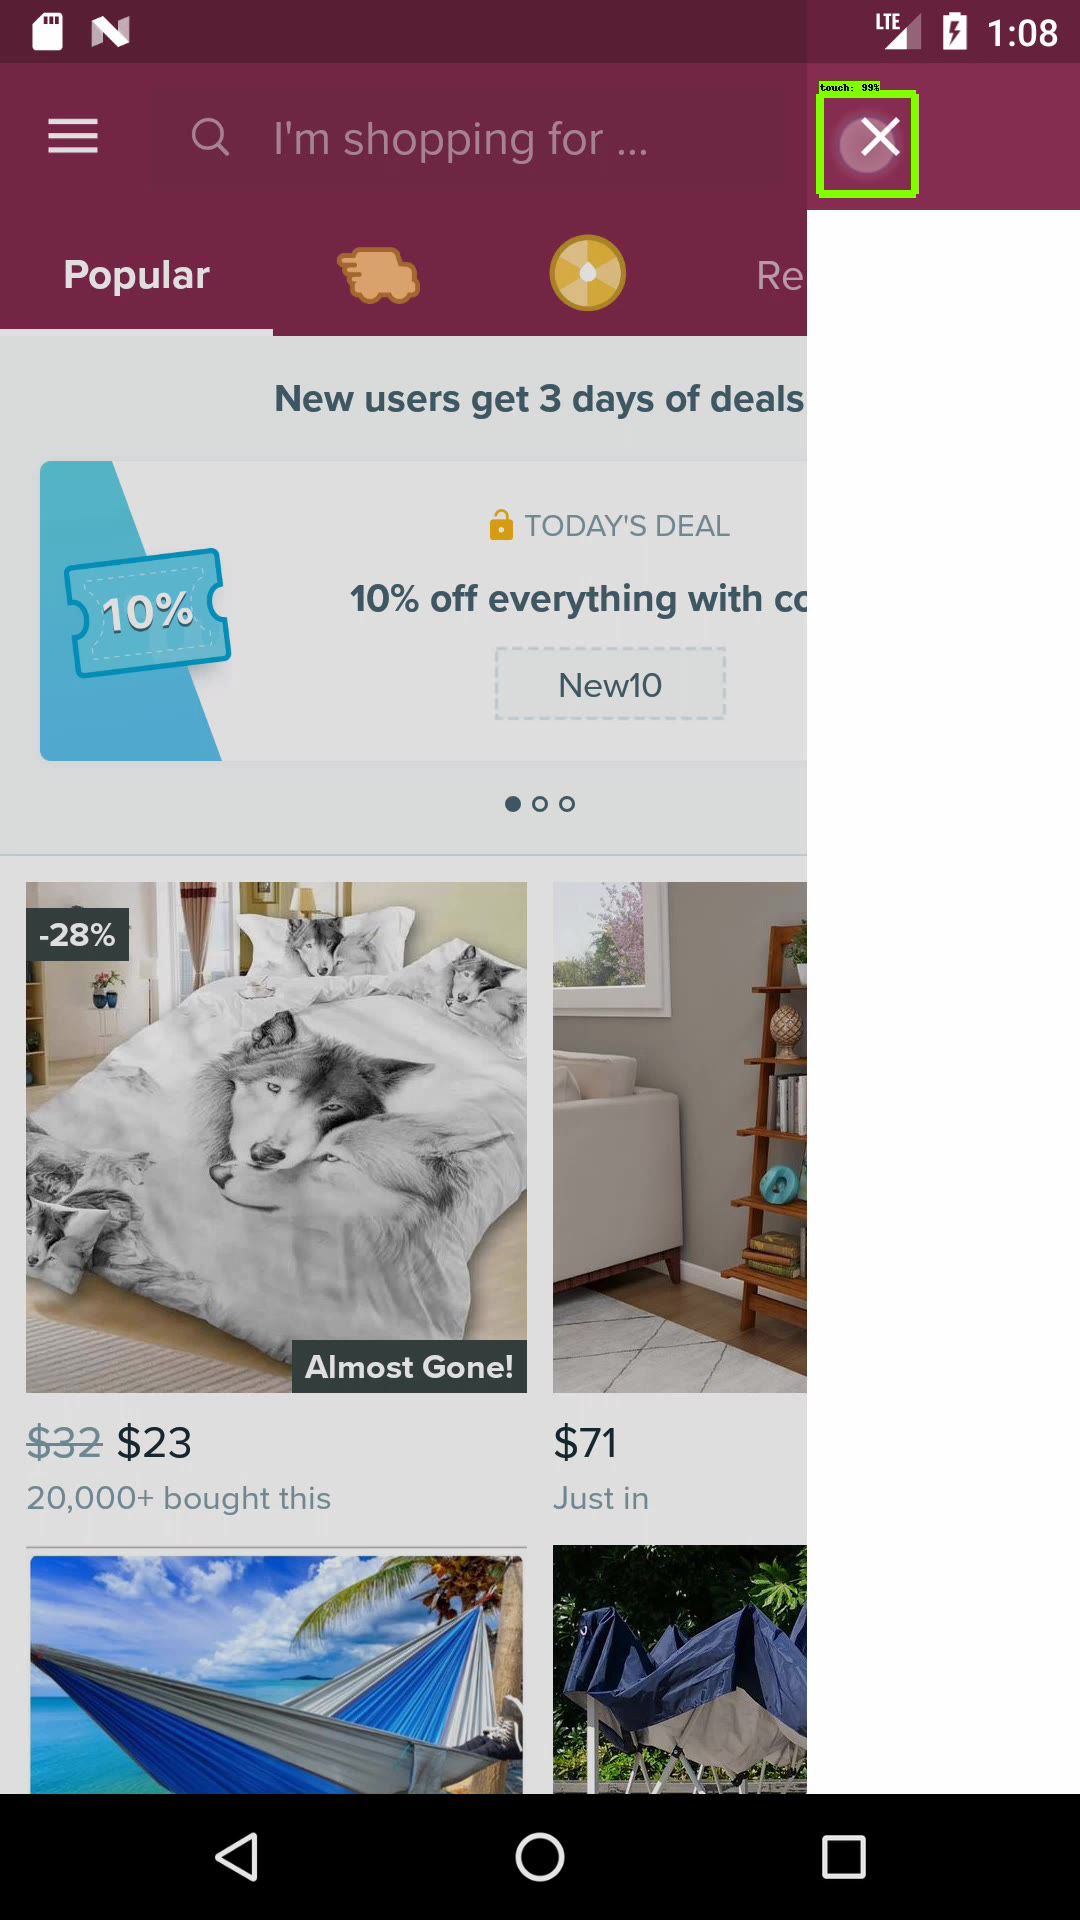 LTE 1:08
touch: 99%
I'm shopping for ...
Popular
Re
New users get 3 days of deals
TODAY'S DEAL
10% off everything with co
10%
New10
-28%
Almost Gone!
$32 $23
$71
20,000+ bought this
Just in